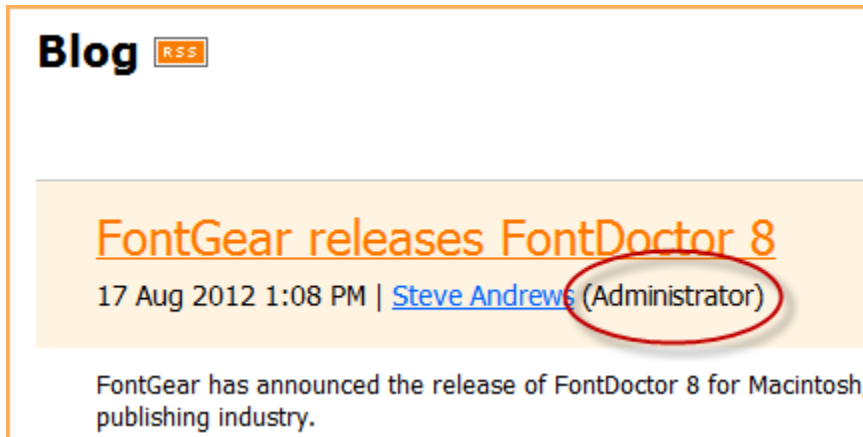 Blog RSS
FontGear releases FontDoctor 8
17 Aug 2012 1:08 PM | Steve Andrews (Administrator)
FontGear has announced the release of FontDoctor 8 for Macintosh,
publishing industry.